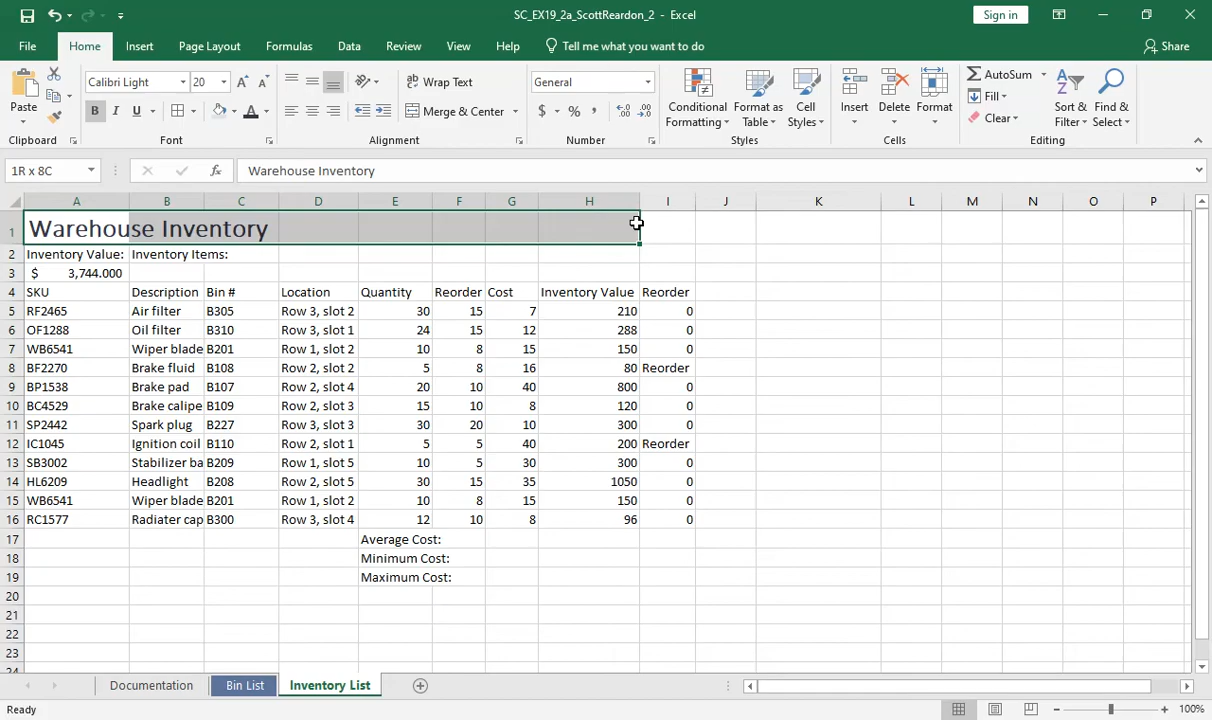 SC_EX19_2a_ScottReardon_2 - Excel
Sign in
File Home Insert Page Layout Formulas Data Review View Help Tell me what you want to do Share
Calibri Light 20 Wrap Text General AutoSum
Fill
Paste B I U A Merge & Center $ % , Conditional Formatting Format as Table Cell Styles Insert Delete Format Clear Sort & Filter Find & Select
Clipboard Font Alignment Number Styles Cells Editing
1R x 8C fx Warehouse Inventory
A B C D E F G H I J K L M N O P
1 Warehouse Inventory
2 Inventory Value: Inventory Items:
3 $ 3,744.000
4 SKU Description Bin # Location Quantity Reorder Cost Inventory Value Reorder
5 RF2465 Air filter B305 Row 3, slot 2 30 15 7 210 0
6 OF1288 Oil filter B310 Row 3, slot 1 24 15 12 288 0
7 WB6541 Wiper blade B201 Row 1, slot 2 10 8 15 150 0
8 BF2270 Brake fluid B108 Row 2, slot 2 5 8 16 80 Reorder
9 BP1538 Brake pad B107 Row 2, slot 4 20 10 40 800 0
10 BC4529 Brake calipe B109 Row 2, slot 3 15 10 8 120 0
11 SP2442 Spark plug B227 Row 3, slot 3 30 20 10 300 0
12 IC1045 Ignition coil B110 Row 2, slot 1 5 5 40 200 Reorder
13 SB3002 Stabilizer ba B209 Row 1, slot 5 10 5 30 300 0
14 HL6209 Headlight B208 Row 2, slot 5 30 15 35 1050 0
15 WB6541 Wiper blade B201 Row 1, slot 2 10 8 15 150 0
16 RC1577 Radiater cap B300 Row 3, slot 4 12 10 8 96 0
17 Average Cost:
18 Minimum Cost:
19 Maximum Cost:
20
21
22
23
24
Documentation Bin List Inventory List
Ready 100%